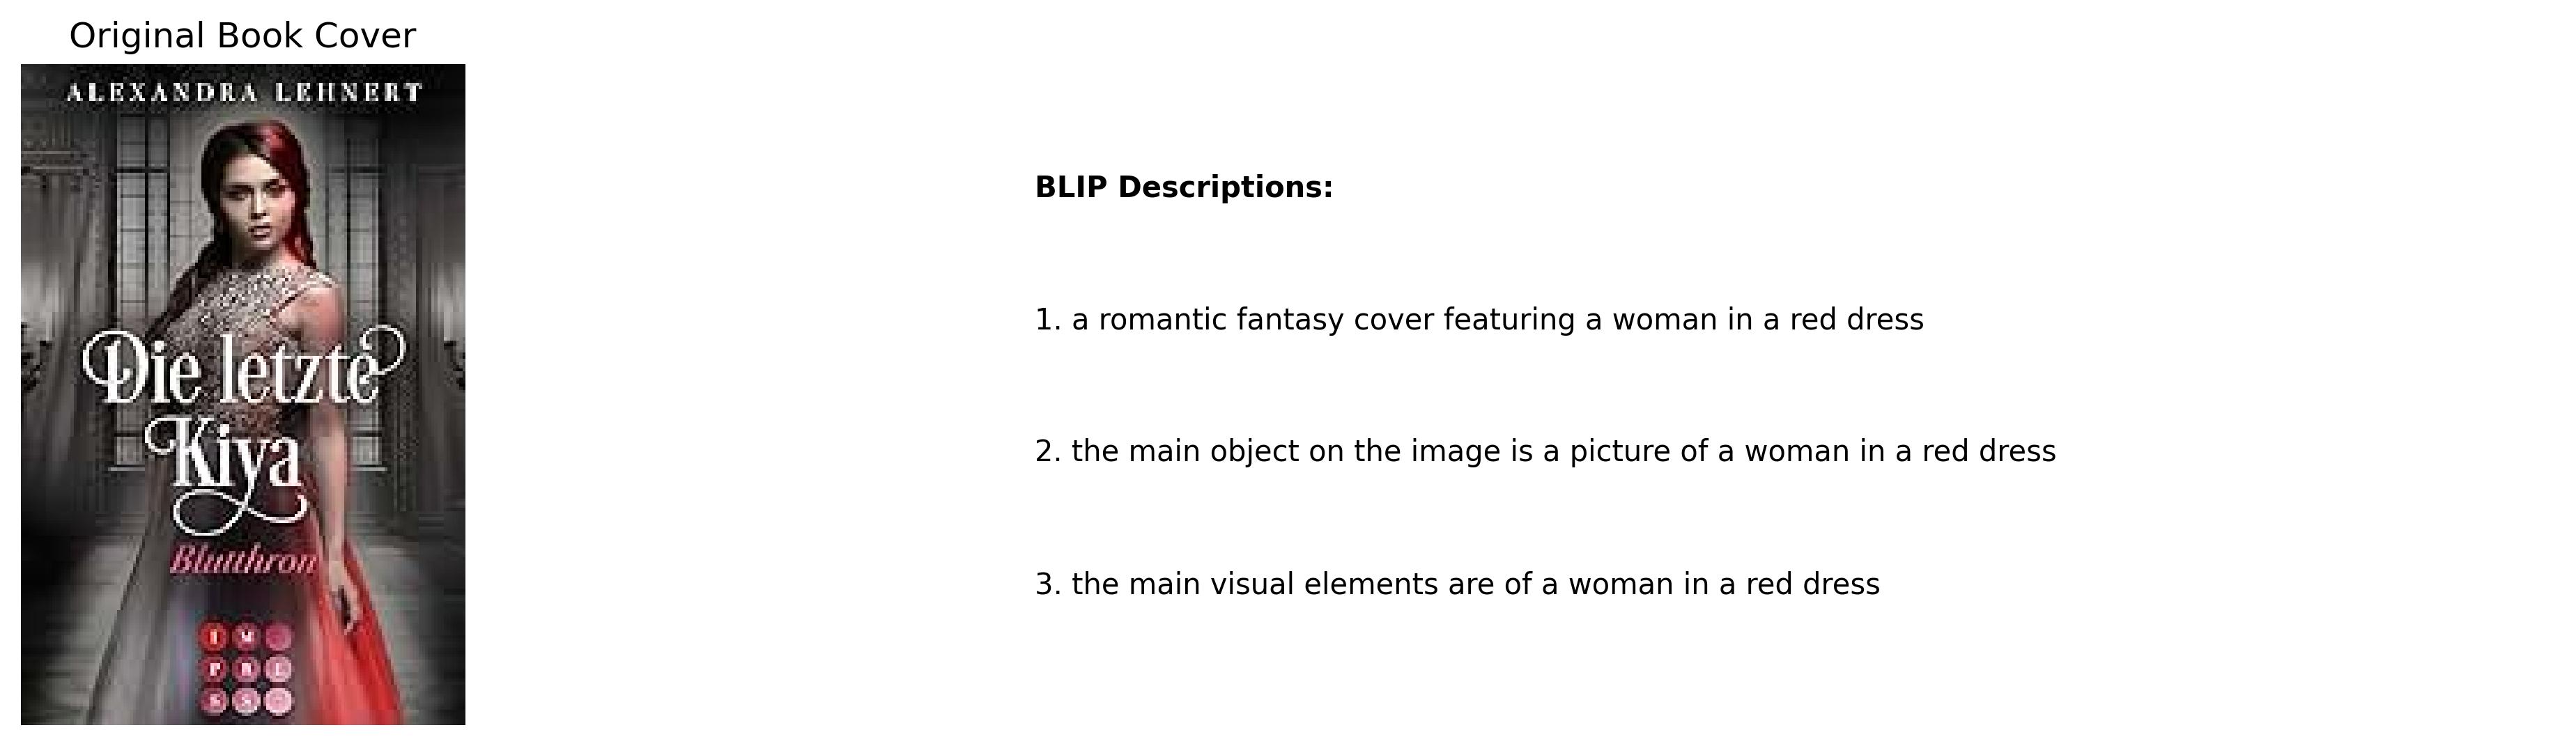 Original Book Cover
ALEXANDRA LEHNERT
Die letzte
Kiya
Blutthron
I M
P R E
S S
BLIP Descriptions:
1. a romantic fantasy cover featuring a woman in a red dress
2. the main object on the image is a picture of a woman in a red dress
3. the main visual elements are of a woman in a red dress